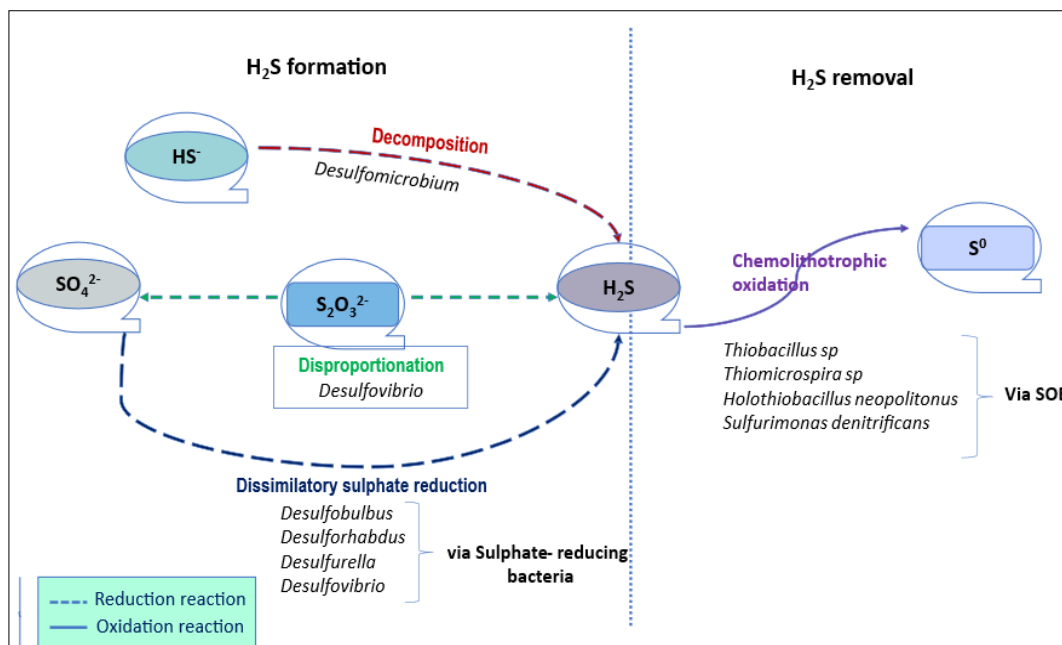 H₂S formation
H₂S removal
HS⁻
Decomposition
Desulfomicrobium
SO₄²⁻
S₂O₃²⁻
H₂S
Chemolithotrophic
oxidation
S⁰
Disproportionation
Desulfovibrio
Thiobacillus sp
Thiomicrospira sp
Holothiobacillus neopolitonus
Sulfurimonas denitrificans
Via SOB
Dissimilatory sulphate reduction
Desulfobulbus
Desulforhabdus
Desulfurella
Desulfovibrio
via Sulphate- reducing
bacteria
Reduction reaction
Oxidation reaction